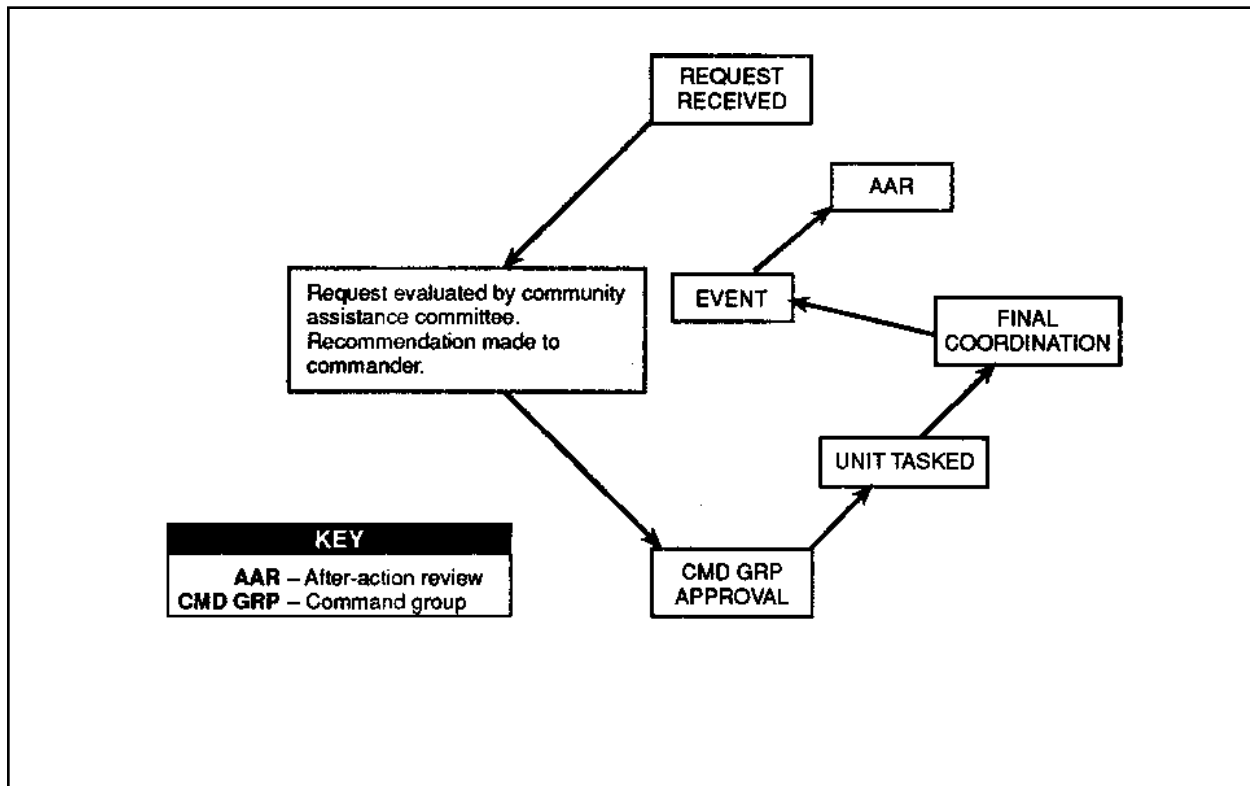 REQUEST
RECEIVED
Request evaluated by community
assistance committee.
Recommendation made to
commander.
CMD GRP
APPROVAL
UNIT TASKED
FINAL
COORDINATION
EVENT
AAR
KEY
AAR – After-action review
CMD GRP – Command group